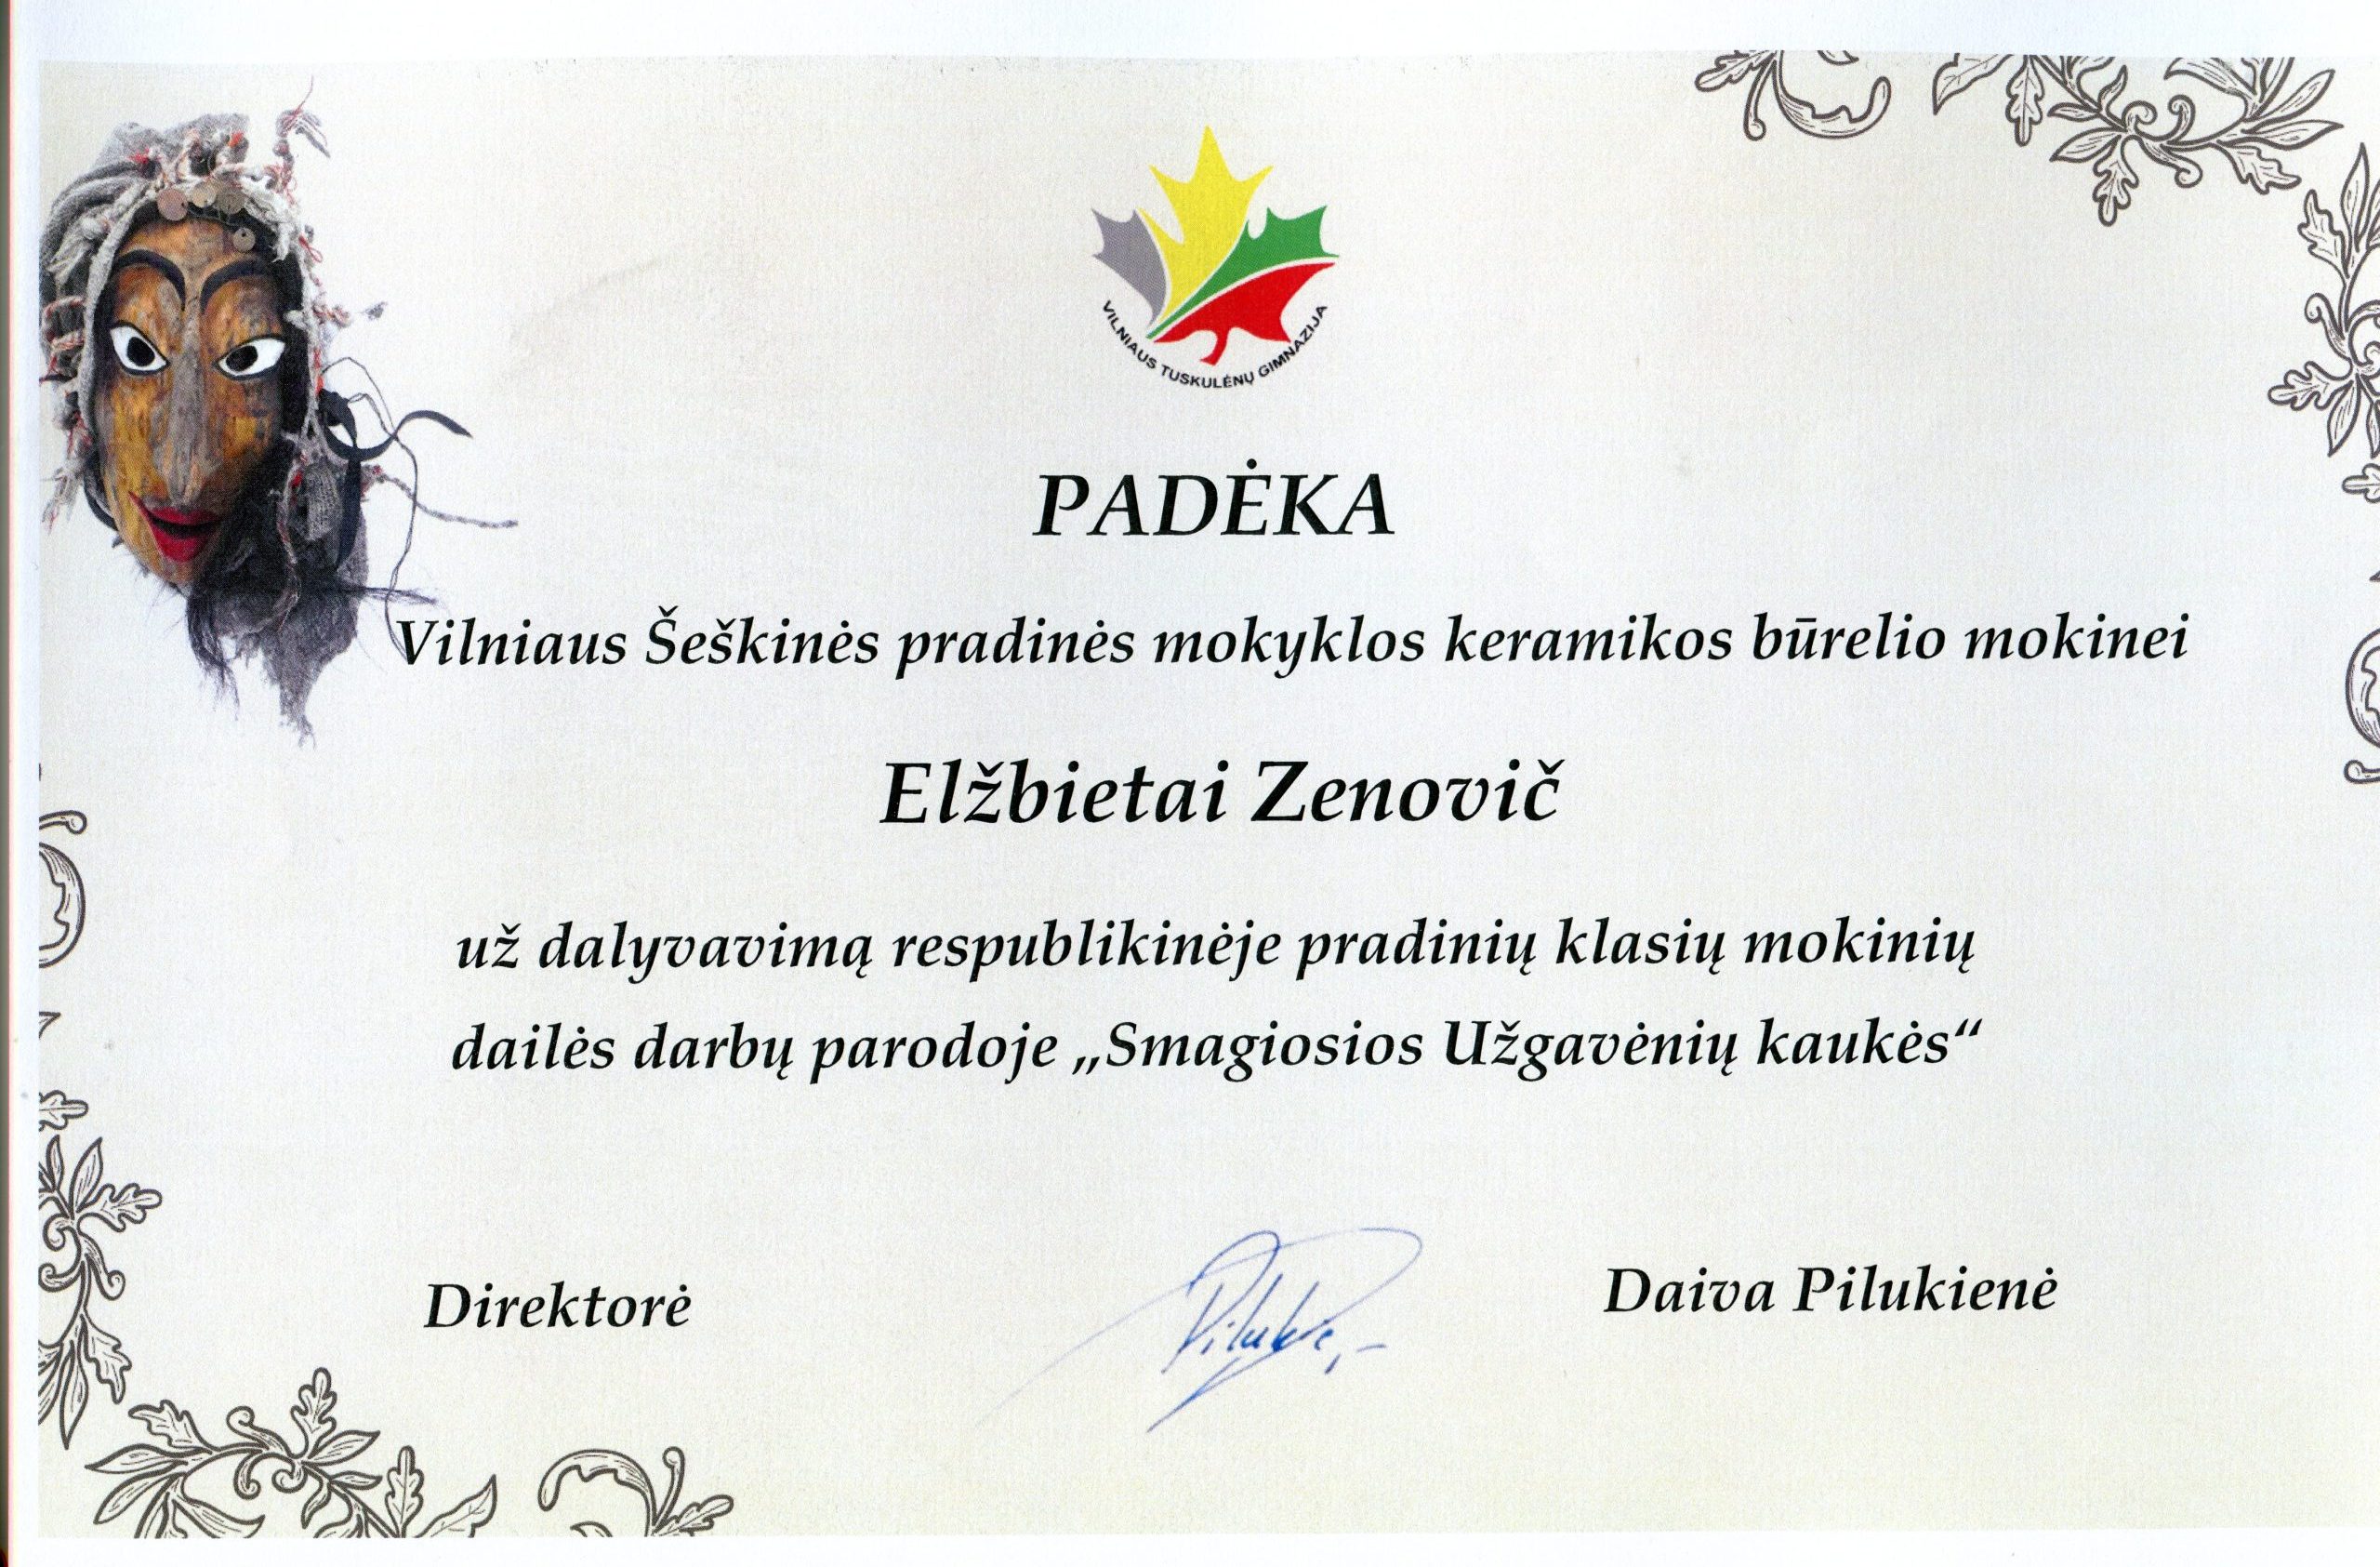 VILNIAUS TUSKULĖNŲ GIMNAZIJA
PADĖKA
Vilniaus Šeškinės pradinės mokyklos keramikos būrelio mokinei
Elžbietai Zenovič
už dalyvavimą respublikinėje pradinių klasių mokinių
dailės darbų parodoje „Smagiosios Užgavėnių kaukės“
Direktorė
Daiva Pilukienė